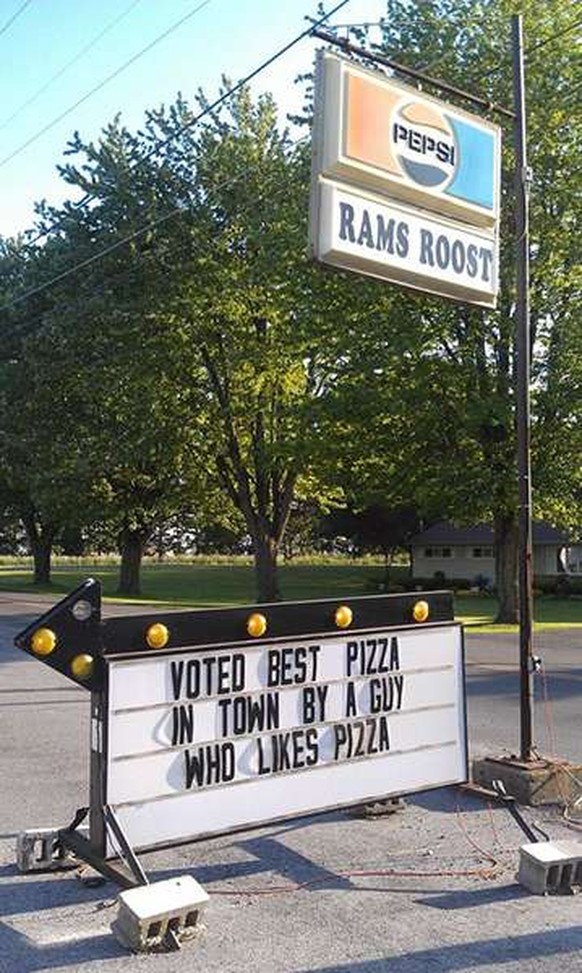 PEPSI
RAMS ROOST
VOTED BEST PIZZA
IN TOWN BY A GUY
WHO LIKES PIZZA